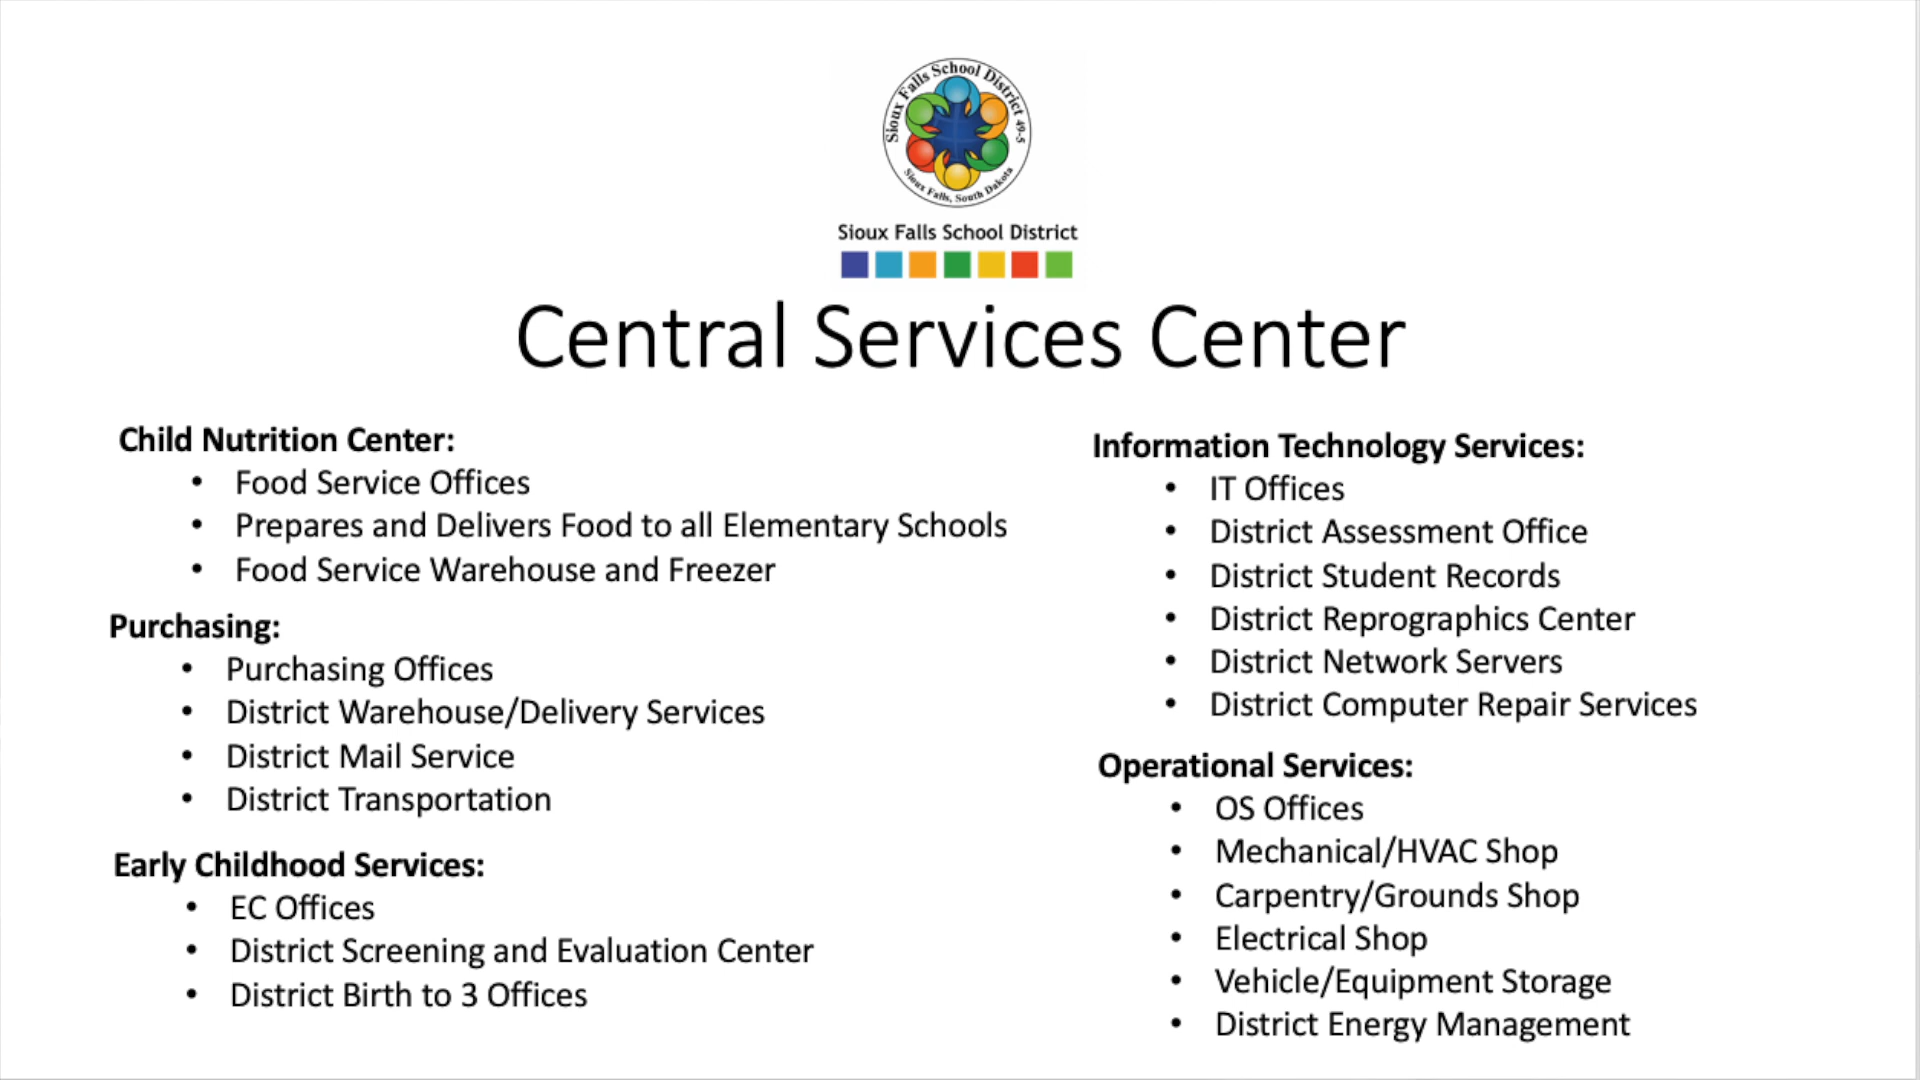 Sioux Falls School District 49-5
Sioux Falls, South Dakota
Sioux Falls School District
Central Services Center
Child Nutrition Center:
• Food Service Offices
• Prepares and Delivers Food to all Elementary Schools
• Food Service Warehouse and Freezer
Purchasing:
• Purchasing Offices
• District Warehouse/Delivery Services
• District Mail Service
• District Transportation
Early Childhood Services:
• EC Offices
• District Screening and Evaluation Center
• District Birth to 3 Offices
Information Technology Services:
• IT Offices
• District Assessment Office
• District Student Records
• District Reprographics Center
• District Network Servers
• District Computer Repair Services
Operational Services:
• OS Offices
• Mechanical/HVAC Shop
• Carpentry/Grounds Shop
• Electrical Shop
• Vehicle/Equipment Storage
• District Energy Management